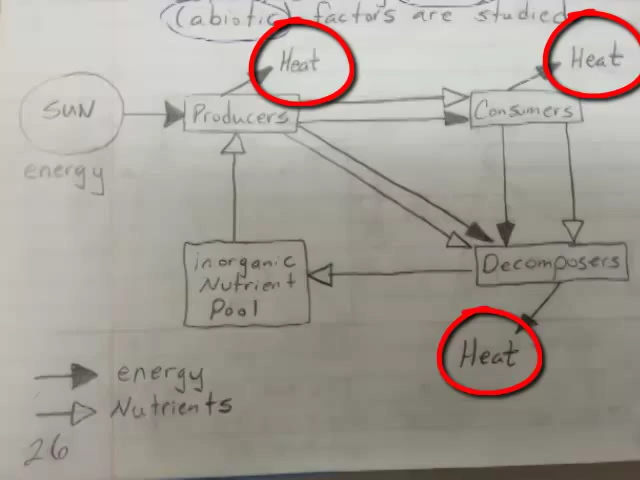 (abiotic) factors are studied
Heat
Heat
SUN
Producers
Consumers
energy
inorganic
Nutrient
Pool
Decomposers
Heat
energy
Nutrients
26